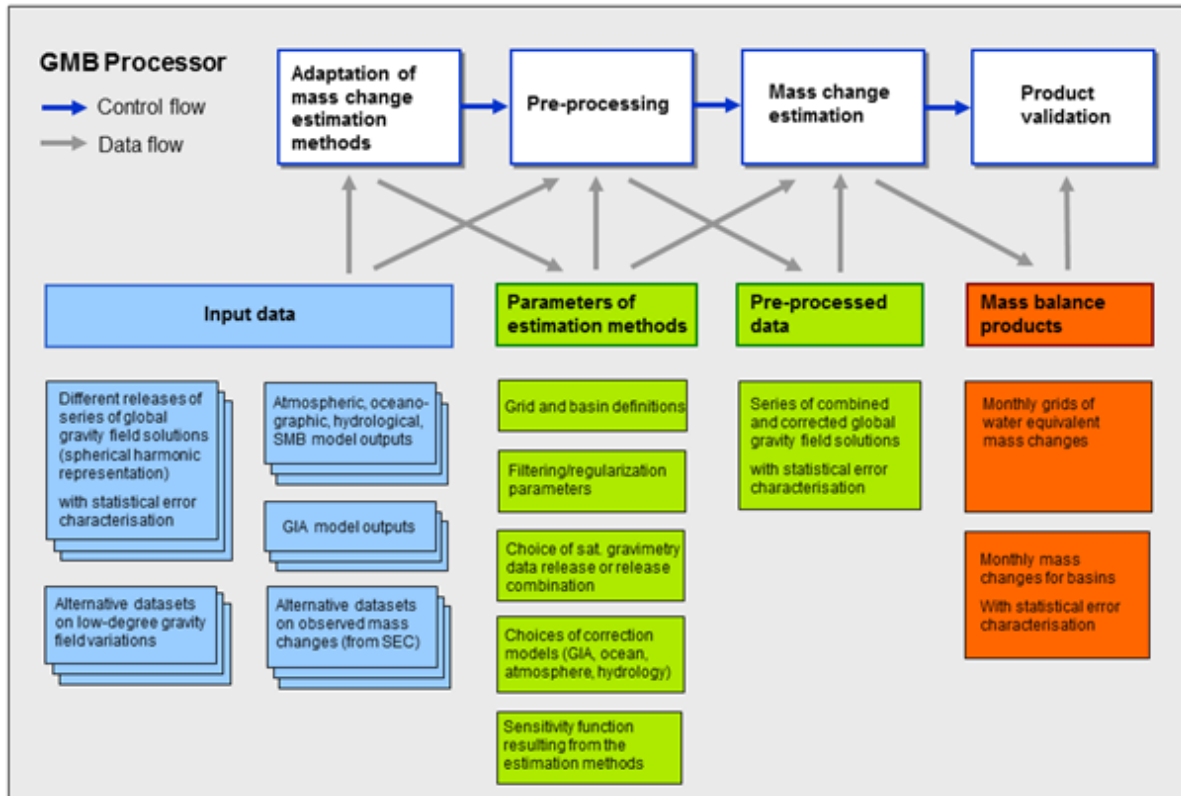 GMB Processor
Control flow
Data flow
Adaptation of
mass change
estimation
methods
Pre-processing
Mass change
estimation
Product
validation
Input data
Parameters of
estimation methods
Pre-processed
data
Mass balance
products
Different releases of
series of global
gravity field solutions
(spherical harmonic
representation)
with statistical error
characterisation
Alternative datasets
on low-degree gravity
field variations
Atmospheric, oceano-
graphic, hydrological,
SMB model outputs
GIA model outputs
Alternative datasets
on observed mass
changes (from SEC)
Grid and basin definitions
Filtering/regularization
parameters
Choice of sat. gravimetry
data release or release
combination
Choices of correction
models (GIA, ocean,
atmosphere, hydrology)
Sensitivity function
resulting from the
estimation methods
Series of combined
and corrected global
gravity field solutions
with statistical error
characterisation
Monthly grids of
water equivalent
mass changes
Monthly mass
changes for basins
With statistical error
characterisation